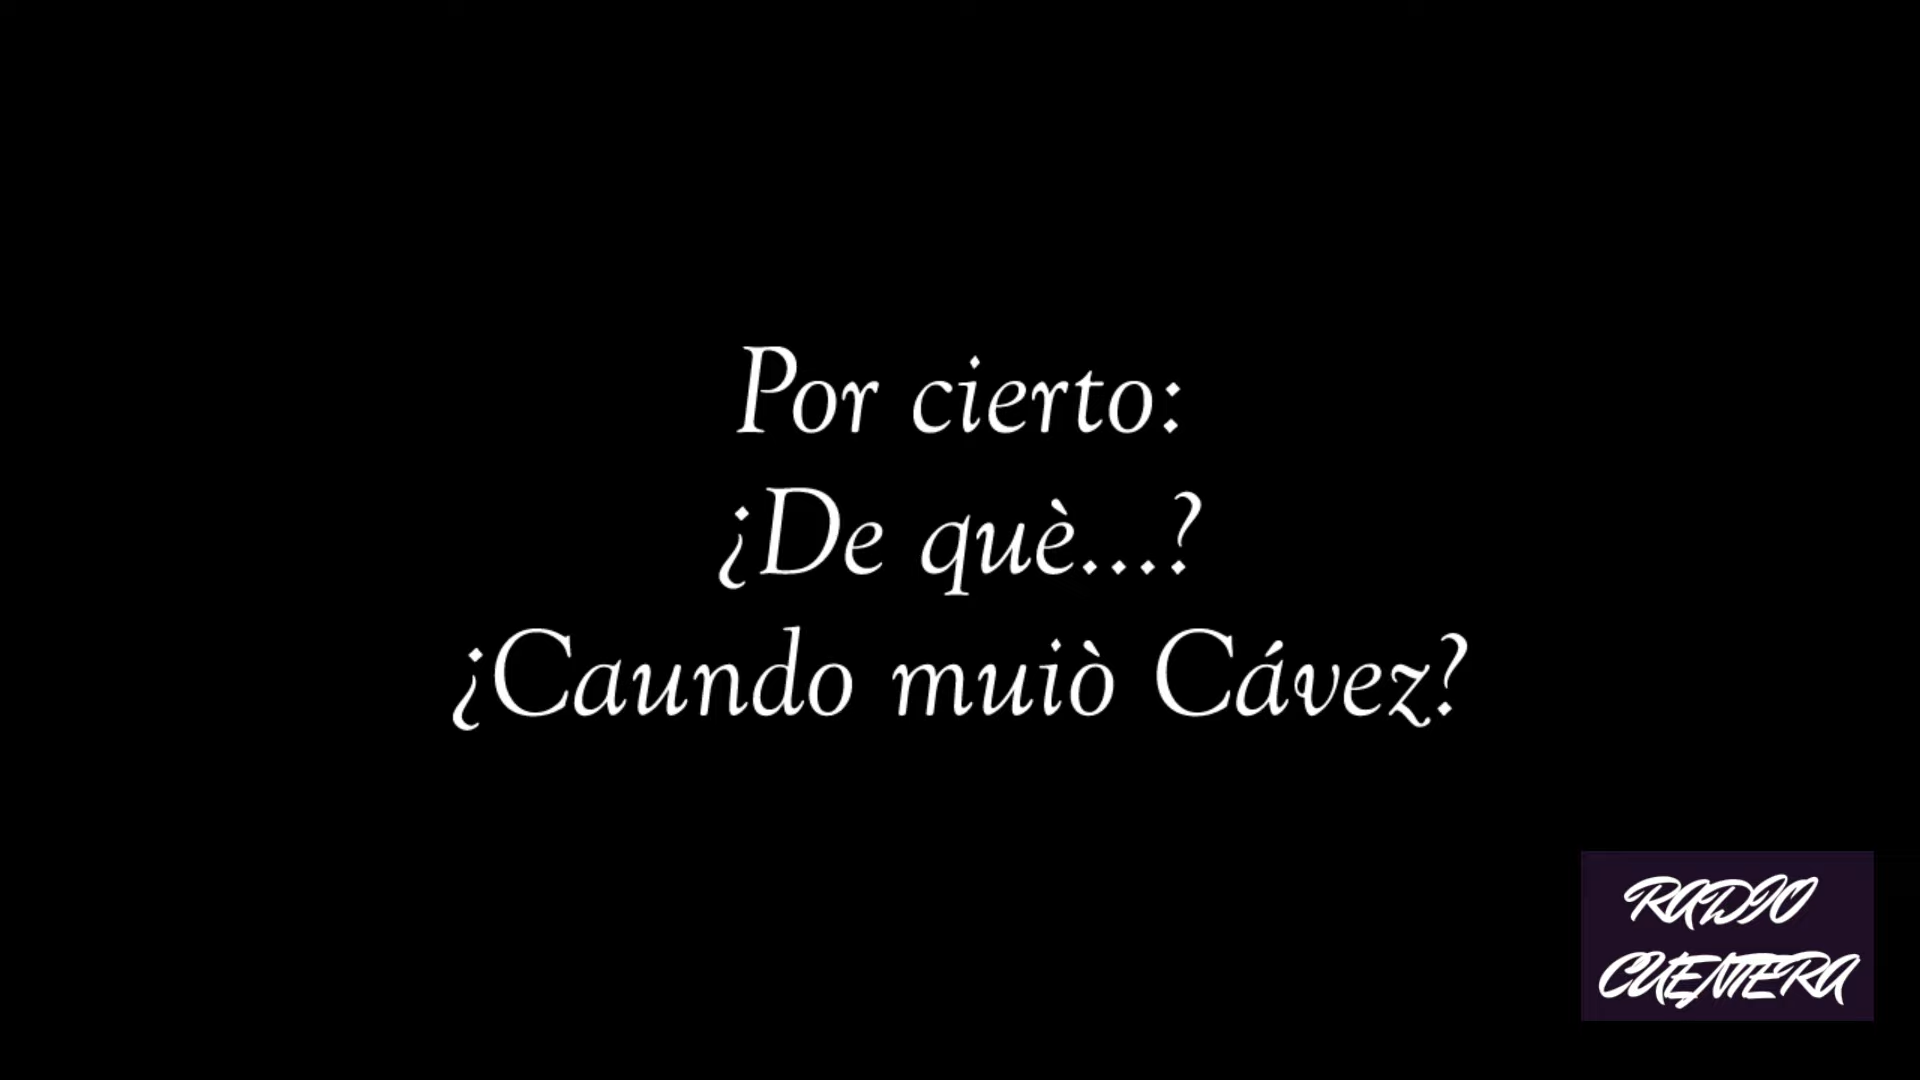 Por cierto:
¿De què...?
¿Caundo muiò Cávez?
RADIO
CUENTERA